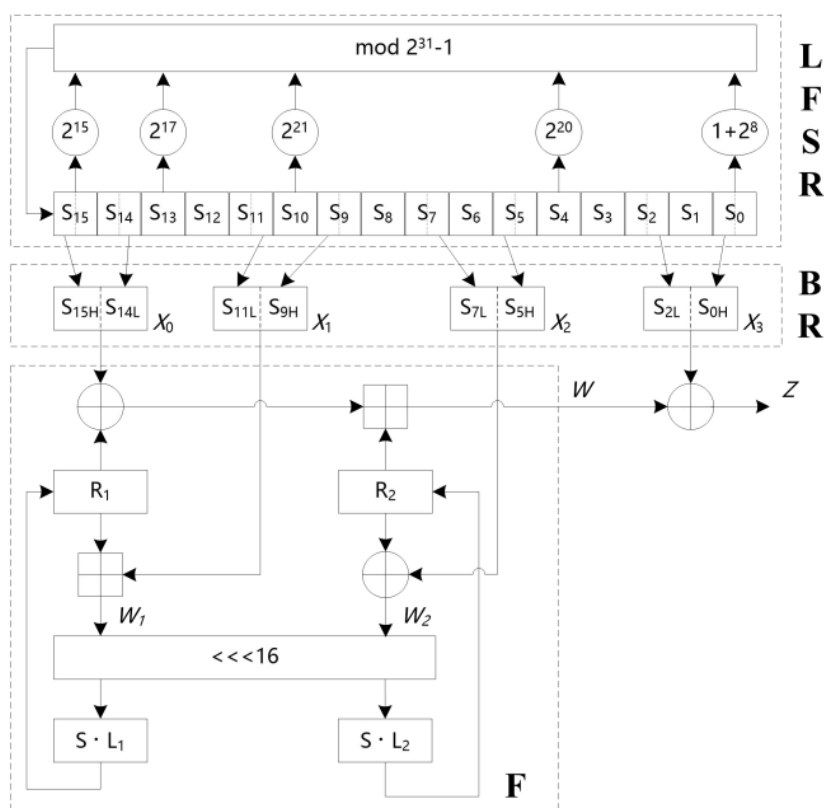 mod 2³¹-1
L
F
S
R
2¹⁵ 2¹⁷ 2²¹ 2²⁰ 1+2⁸
S₁₅ S₁₄ S₁₃ S₁₂ S₁₁ S₁₀ S₉ S₈ S₇ S₆ S₅ S₄ S₃ S₂ S₁ S₀
B
R
S₁₅H S₁₄L X₀ S₁₁L S₉H X₁ S₇L S₅H X₂ S₂L S₀H X₃
W Z
R₁ R₂
W₁ W₂
<<<16
S · L₁ S · L₂
F